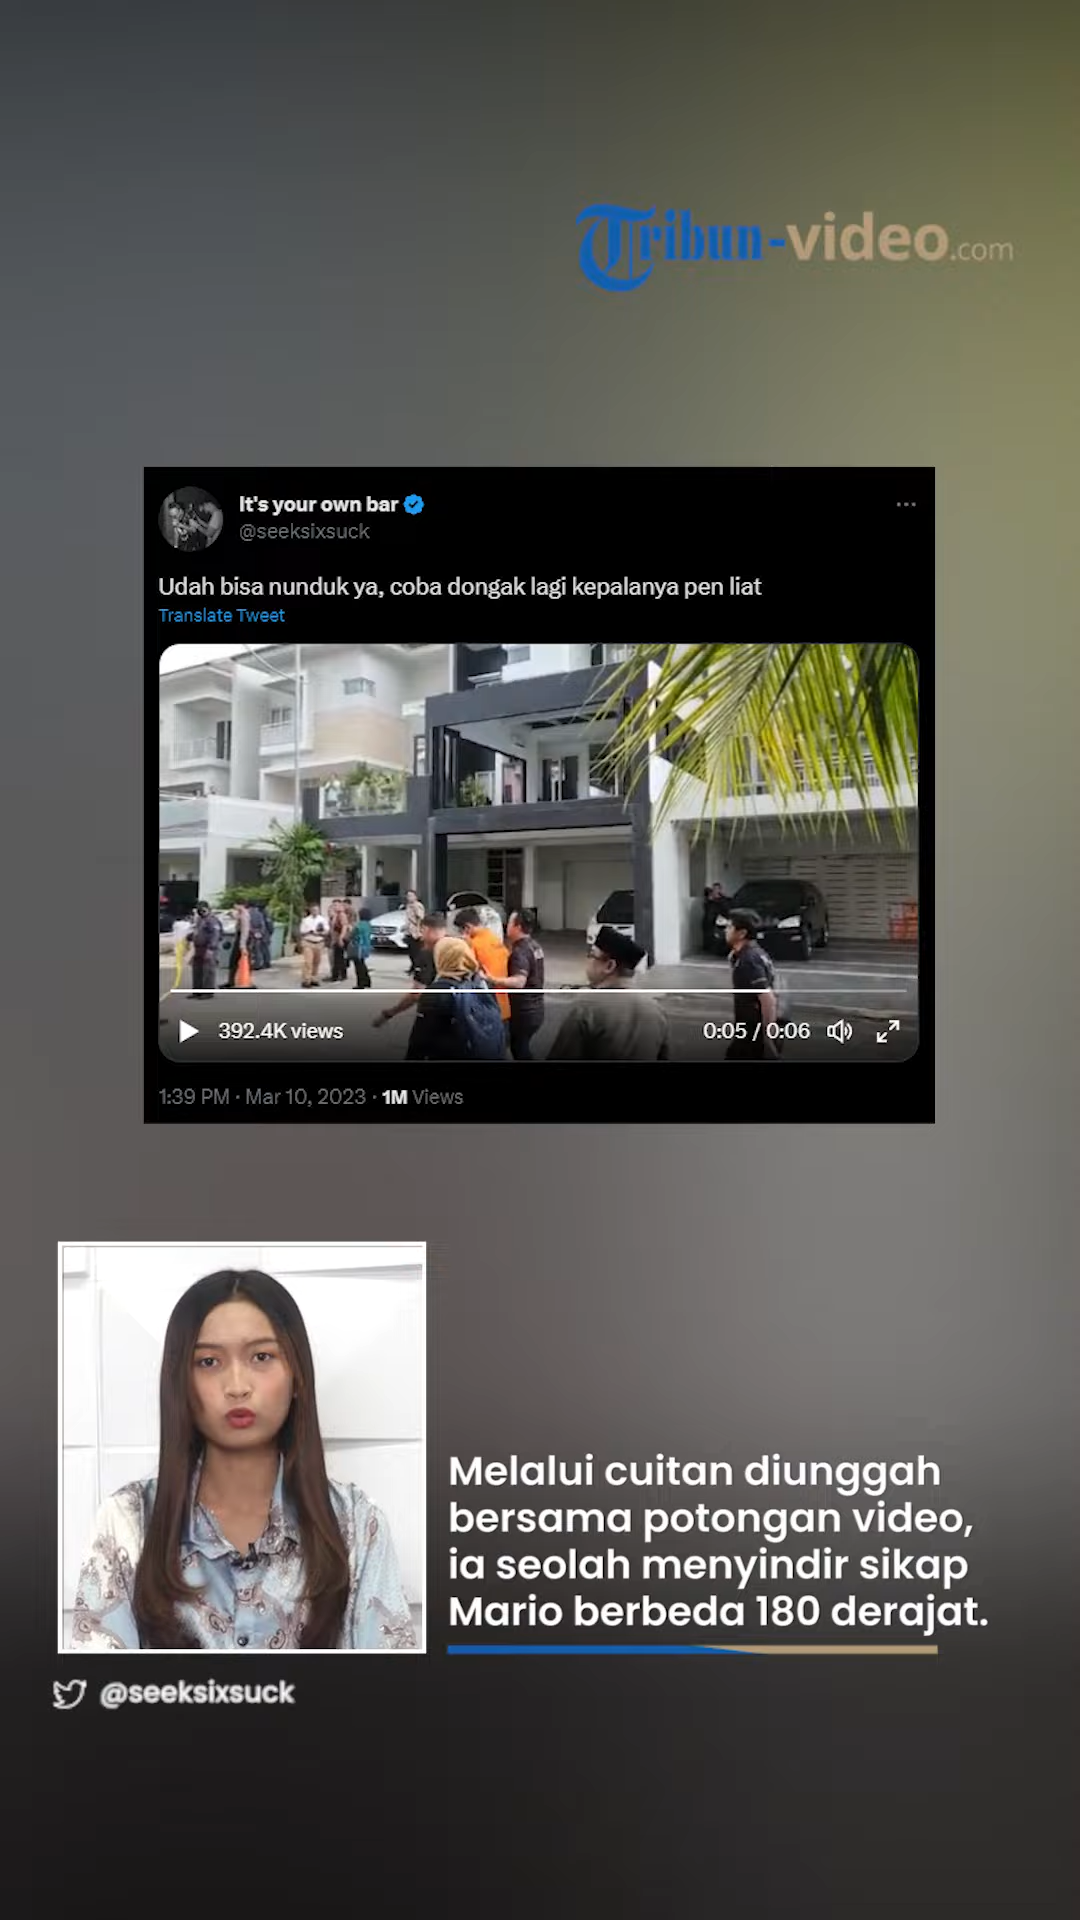 Tribun-video.com
It's your own bar
@seeksixsuck
Udah bisa nunduk ya, coba dongak lagi kepalanya pen liat
Translate Tweet
392.4K views
0:05 / 0:06
1:39 PM · Mar 10, 2023 · 1M Views
Melalui cuitan diunggah
bersama potongan video,
ia seolah menyindir sikap
Mario berbeda 180 derajat.
@seeksixsuck